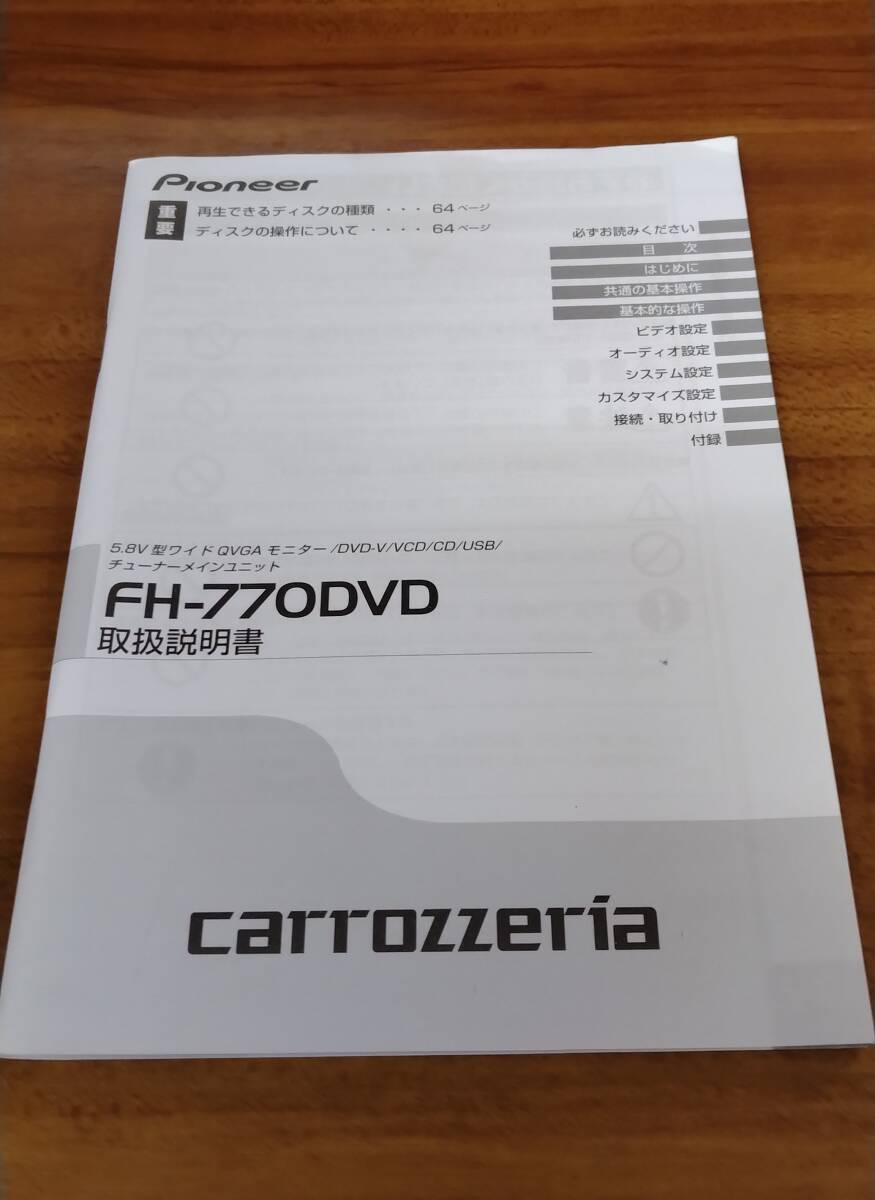 Pioneer
重要
再生できるディスクの種類 ・・・ 64ページ
ディスクの操作について ・・・・ 64ページ
必ずお読みください
目 次
はじめに
共通の基本操作
基本的な操作
ビデオ設定
オーディオ設定
システム設定
カスタマイズ設定
接続・取り付け
付録
5.8V 型ワイド QVGA モニター /DVD-V/VCD/CD/USB/
チューナーメインユニット
FH-770DVD
取扱説明書
carrozzeria